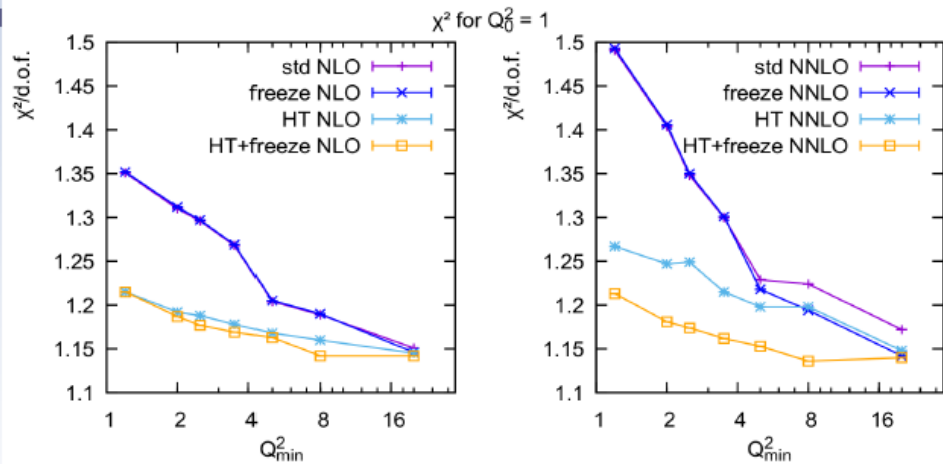 χ² for Q₀² = 1
χ²/d.o.f.
1.5
1.45
1.4
1.35
1.3
1.25
1.2
1.15
1.1
std NLO
freeze NLO
HT NLO
HT+freeze NLO
1 2 4 8 16
Q²min
χ²/d.o.f.
1.5
1.45
1.4
1.35
1.3
1.25
1.2
1.15
1.1
std NNLO
freeze NNLO
HT NNLO
HT+freeze NNLO
1 2 4 8 16
Q²min